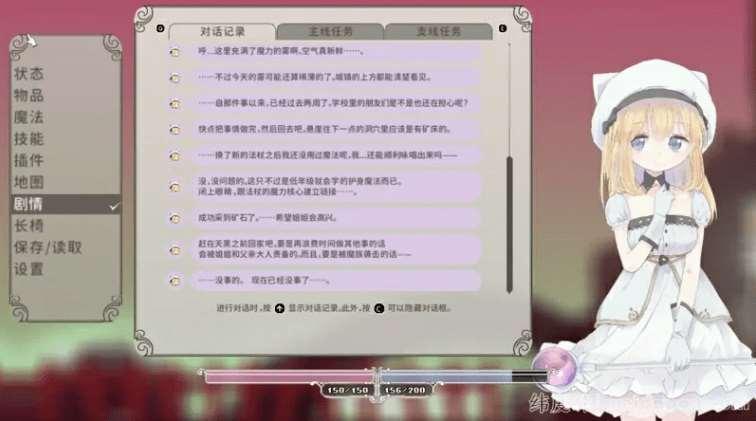 对话记录
主线任务
支线任务
状态
物品
魔法
技能
插件
地图
剧情
长椅
保存/读取
设置
呼...这里充满了魔力的雾啊,空气真新鲜……。
……不过今天的雾可能还算稀薄的了,城镇的上方都能清楚看见。
……自那件事以来,已经过去两周了,学校里的朋友们是不是也还在担心呢?
快点把事情做完,然后回去吧,悬崖往下一点的洞穴里应该是有矿床的。
……换了新的法杖之后我还没用过魔法呢,我...还能顺利咏唱出来吗——
没,没问题的,这只不过是低年级就会学的护身魔法而已。
闭上眼睛,跟法杖的魔力核心建立链接……。
成功采到矿石了。……希望姐姐会高兴。
赶在天黑之前回家吧,要是再浪费时间做其他事的话
会被姐姐和父亲大人责备的,而且,要是被魔族袭击的话——
……没事的。 现在已经没事了……。
进行对话时,按 显示对话记录,此外,按 可以隐藏对话框。
150/150
156/200